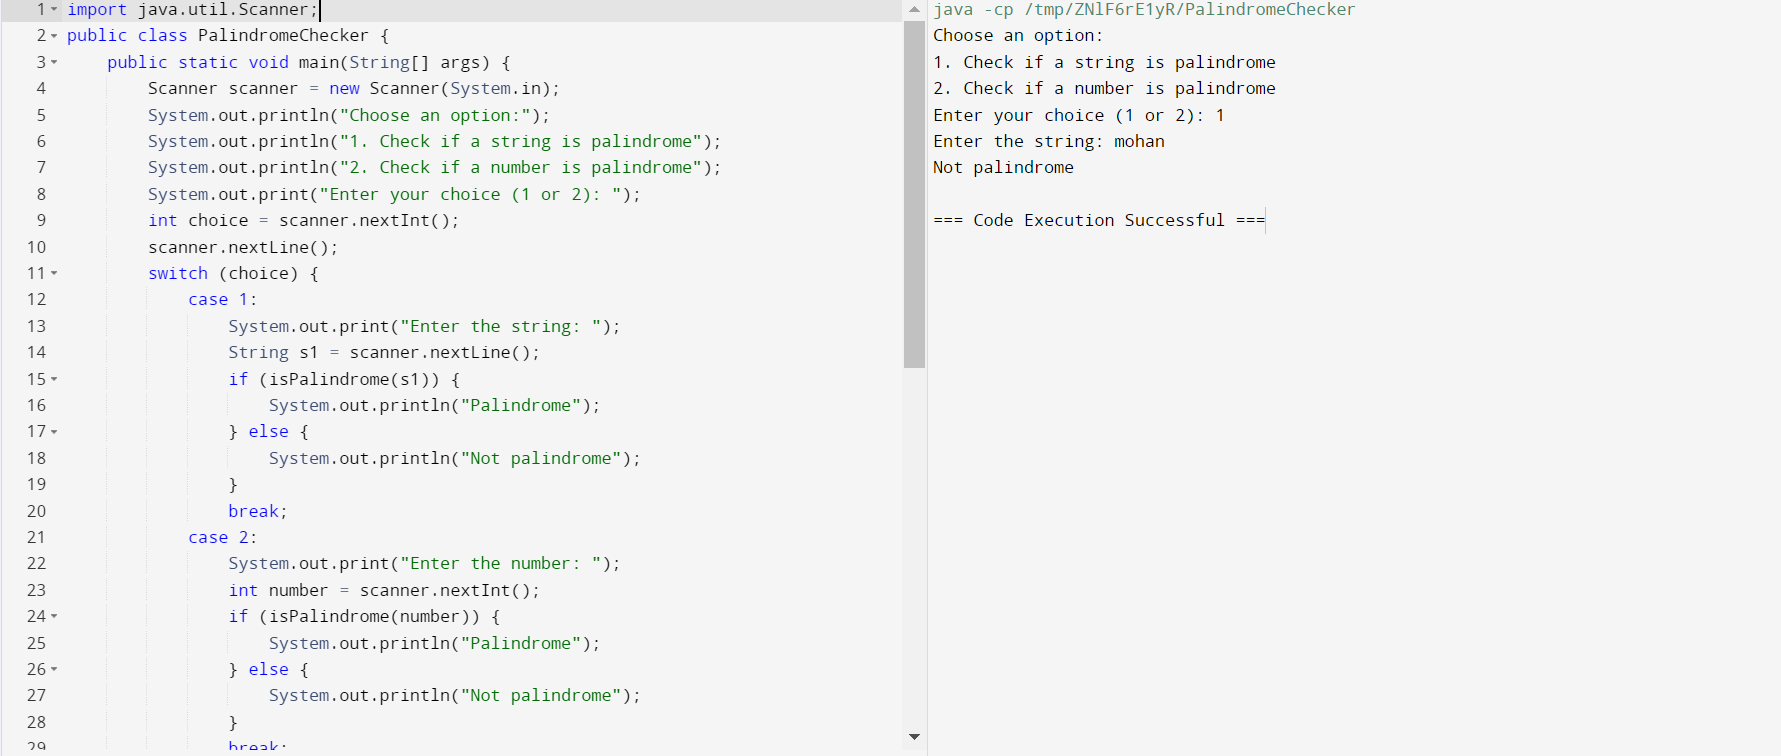 1 import java.util.Scanner;
2 public class PalindromeChecker {
3 public static void main(String[] args) {
4 Scanner scanner = new Scanner(System.in);
5 System.out.println("Choose an option:");
6 System.out.println("1. Check if a string is palindrome");
7 System.out.println("2. Check if a number is palindrome");
8 System.out.print("Enter your choice (1 or 2): ");
9 int choice = scanner.nextInt();
10 scanner.nextLine();
11 switch (choice) {
12 case 1:
13 System.out.print("Enter the string: ");
14 String s1 = scanner.nextLine();
15 if (isPalindrome(s1)) {
16 System.out.println("Palindrome");
17 } else {
18 System.out.println("Not palindrome");
19 }
20 break;
21 case 2:
22 System.out.print("Enter the number: ");
23 int number = scanner.nextInt();
24 if (isPalindrome(number)) {
25 System.out.println("Palindrome");
26 } else {
27 System.out.println("Not palindrome");
28 }
29 break;
java -cp /tmp/ZNlF6rE1yR/PalindromeChecker
Choose an option:
1. Check if a string is palindrome
2. Check if a number is palindrome
Enter your choice (1 or 2): 1
Enter the string: mohan
Not palindrome
=== Code Execution Successful ===